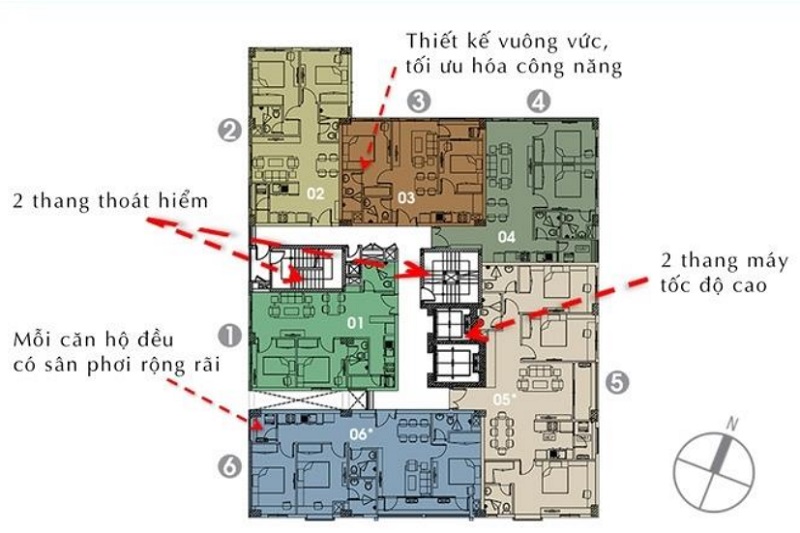 Thiết kế vuông vức,
tối ưu hóa công năng
3
4
2
02
03
04
2 thang thoát hiểm
2 thang máy
tốc độ cao
1
01
Mỗi căn hộ đều
có sân phơi rộng rãi
5
05*
06*
6
N